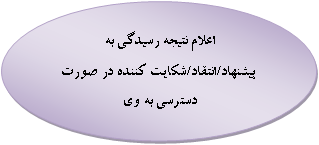 اعلام نتیجه رسیدگی به
پیشنهاد/انتقاد/شکایت کننده در صورت
دسترسی به وی